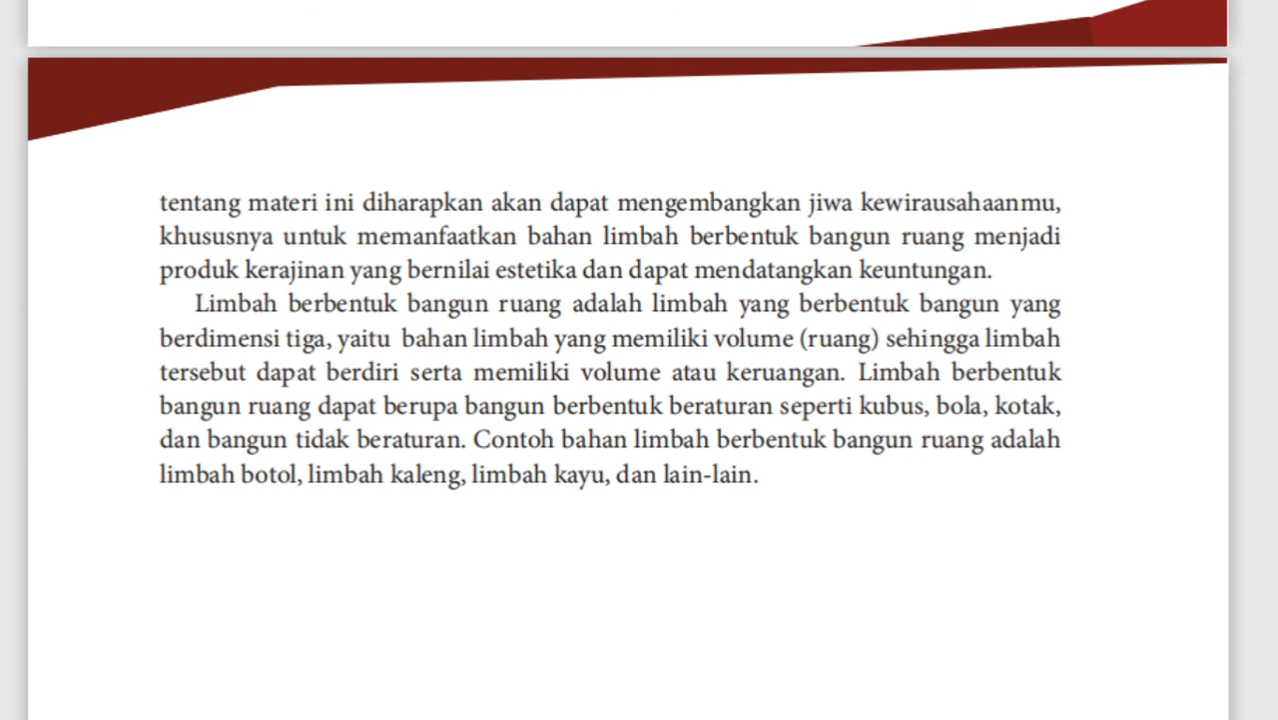 tentang materi ini diharapkan akan dapat mengembangkan jiwa kewirausahaanmu,
khususnya untuk memanfaatkan bahan limbah berbentuk bangun ruang menjadi
produk kerajinan yang bernilai estetika dan dapat mendatangkan keuntungan.
Limbah berbentuk bangun ruang adalah limbah yang berbentuk bangun yang
berdimensi tiga, yaitu bahan limbah yang memiliki volume (ruang) sehingga limbah
tersebut dapat berdiri serta memiliki volume atau keruangan. Limbah berbentuk
bangun ruang dapat berupa bangun berbentuk beraturan seperti kubus, bola, kotak,
dan bangun tidak beraturan. Contoh bahan limbah berbentuk bangun ruang adalah
limbah botol, limbah kaleng, limbah kayu, dan lain-lain.